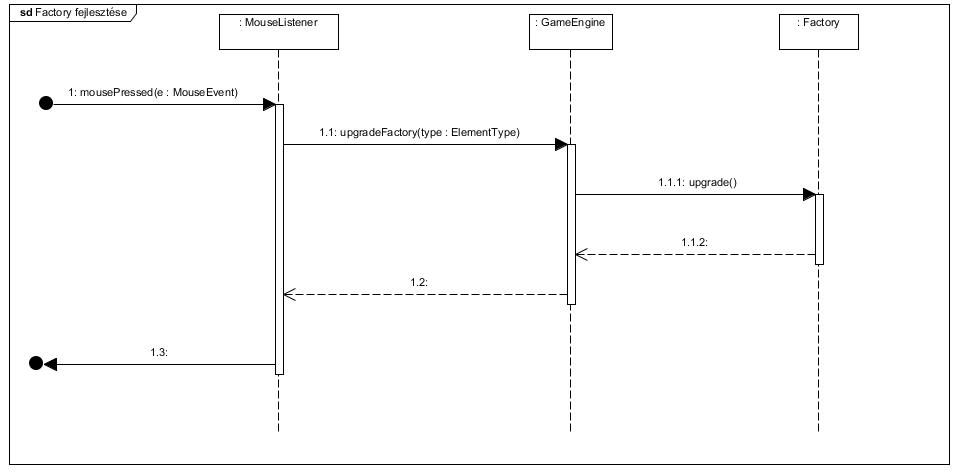 sd Factory fejlesztése
: MouseListener
: GameEngine
: Factory
1: mousePressed(e : MouseEvent)
1.1: upgradeFactory(type : ElementType)
1.1.1: upgrade()
1.1.2:
1.2:
1.3: